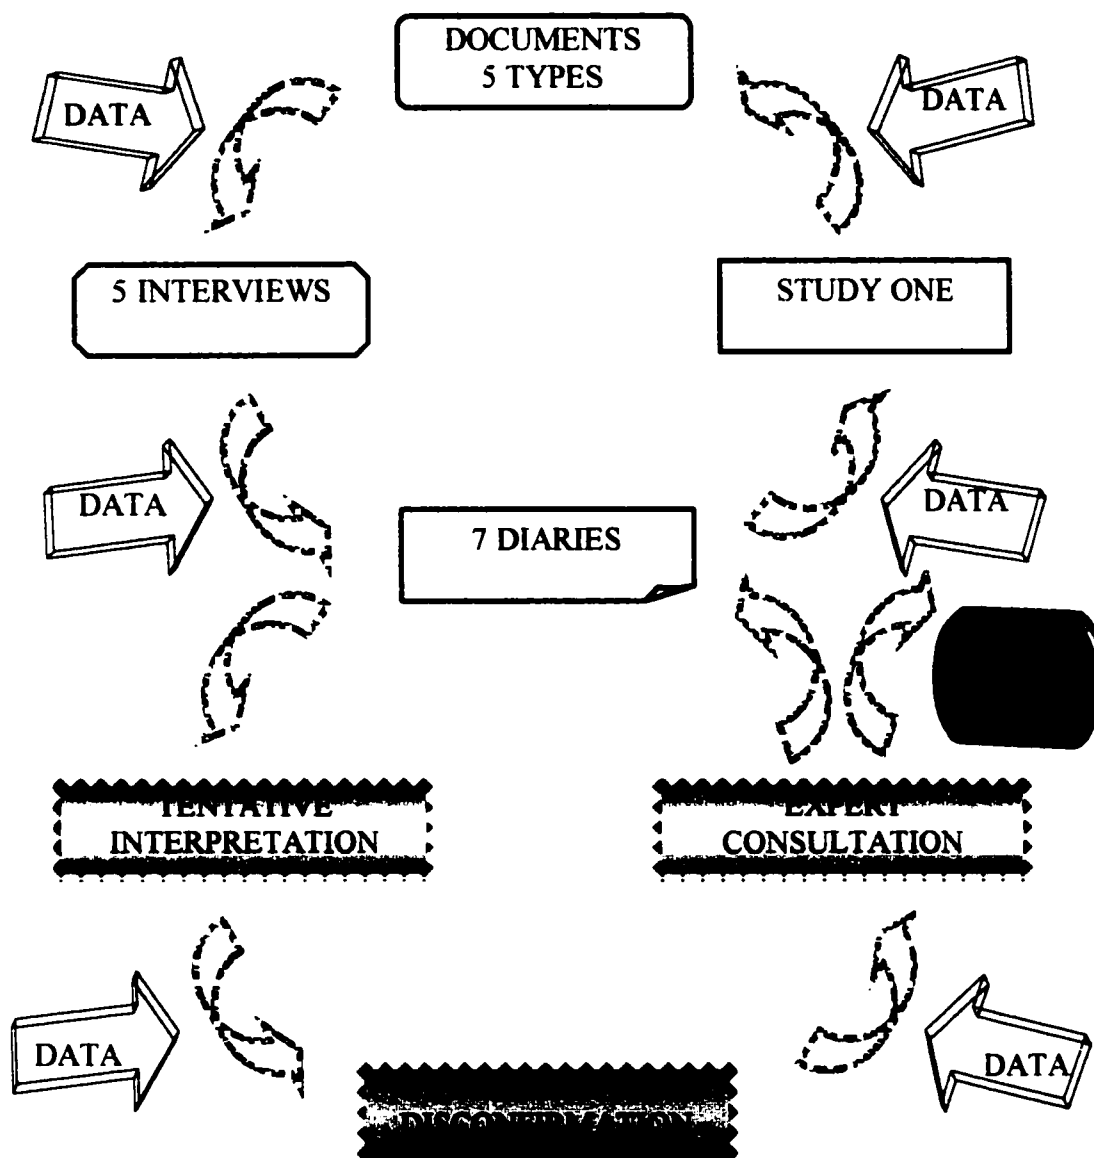 DOCUMENTS
5 TYPES
DATA
DATA
5 INTERVIEWS
STUDY ONE
DATA
DATA
7 DIARIES
TENTATIVE
INTERPRETATION
EXPERT
CONSULTATION
DATA
DATA
DISCONFIRMATION